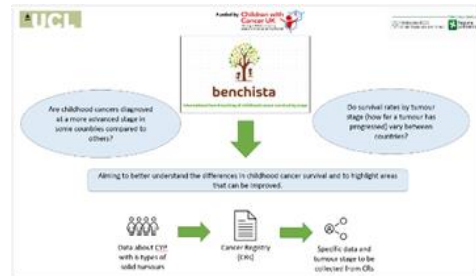 UCL
Funded by Children with
Cancer UK
benchista
Are childhood cancers diagnosed
at a more advanced stage in
some countries compared to
others?
Do survival rates by tumour
stage (how far a tumour has
progressed) vary between
countries?
Aiming to better understand the differences in childhood cancer survival and to highlight areas
that can be improved.
Data about CYP
with 6 types of
solid tumours
Cancer Registry
(CRs)
Specific data and
tumour stage to
be collected from CRs